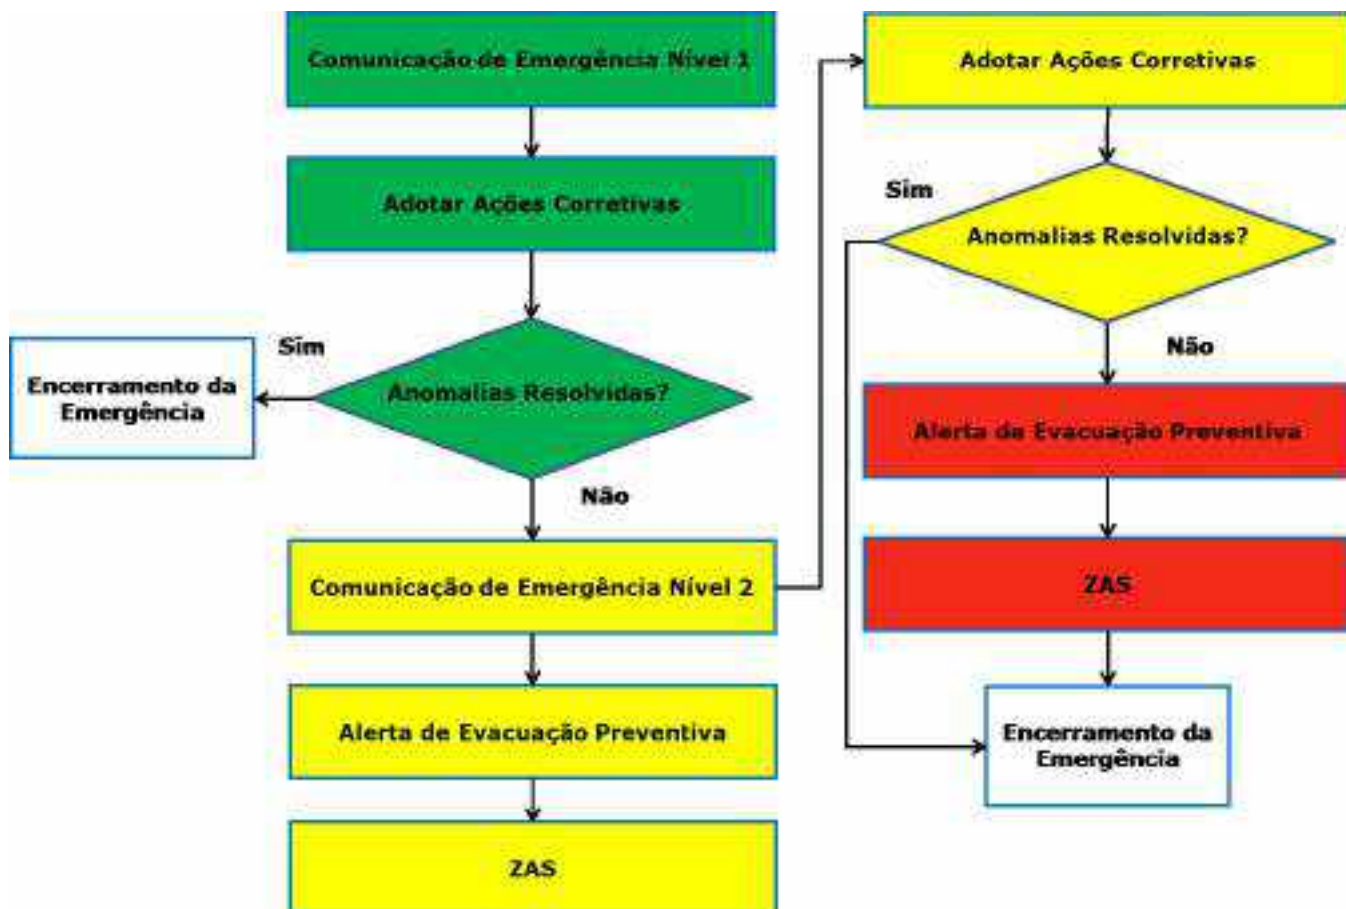 Comunicação de Emergência Nível 1
Adotar Ações Corretivas
Anomalias Resolvidas?
Sim
Encerramento da
Emergência
Não
Comunicação de Emergência Nível 2
Alerta de Evacuação Preventiva
ZAS
Adotar Ações Corretivas
Sim
Anomalias Resolvidas?
Não
Alerta de Evacuação Preventiva
ZAS
Encerramento da
Emergência